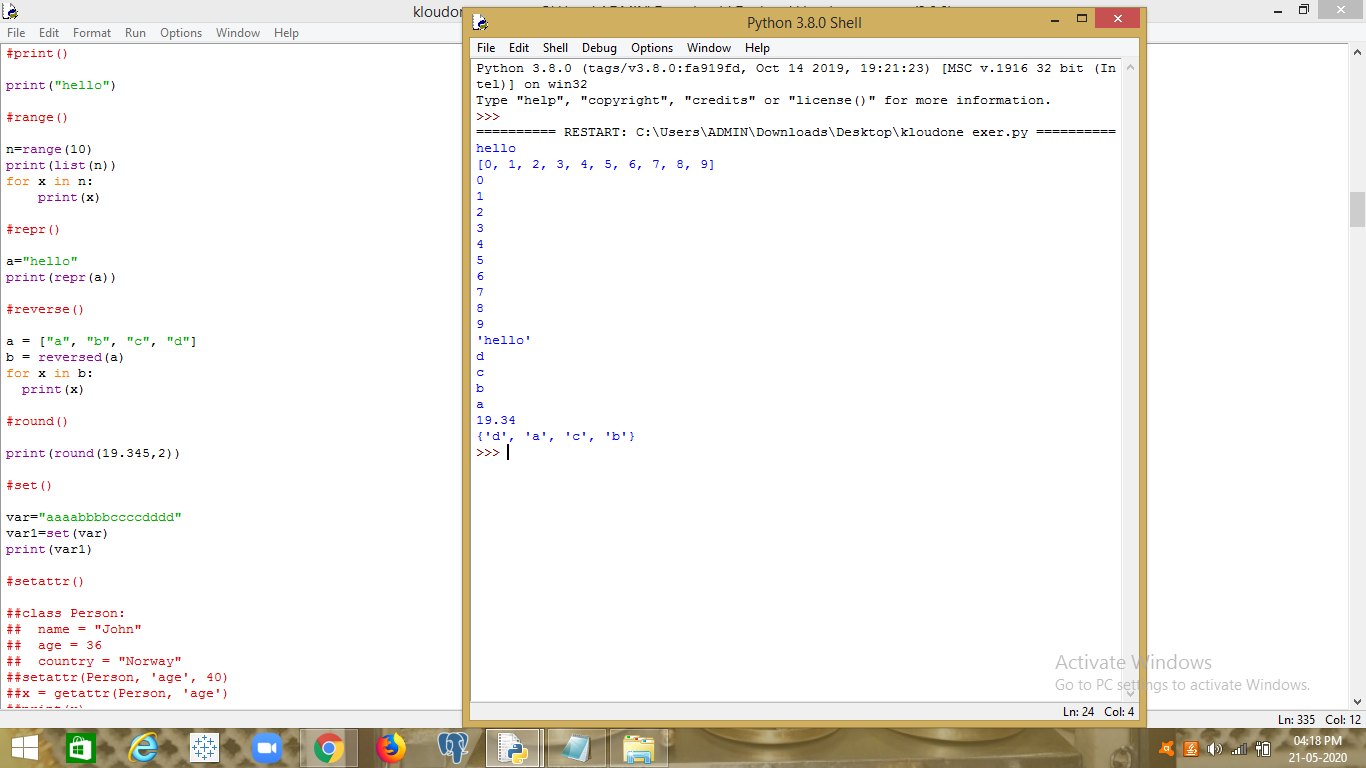 kloudon
File Edit Format Run Options Window Help
#print()
print("hello")
#range()
n=range(10)
print(list(n))
for x in n:
    print(x)
#repr()
a="hello"
print(repr(a))
#reverse()
a = ["a", "b", "c", "d"]
b = reversed(a)
for x in b:
  print(x)
#round()
print(round(19.345,2))
#set()
var="aaaabbbbccccdddd"
var1=set(var)
print(var1)
#setattr()
##class Person:
##  name = "John"
##  age = 36
##  country = "Norway"
##setattr(Person, 'age', 40)
##x = getattr(Person, 'age')
Python 3.8.0 Shell
File Edit Shell Debug Options Window Help
Python 3.8.0 (tags/v3.8.0:fa919fd, Oct 14 2019, 19:21:23) [MSC v.1916 32 bit (In
tel)] on win32
Type "help", "copyright", "credits" or "license()" for more information.
>>>
========== RESTART: C:\Users\ADMIN\Downloads\Desktop\kloudone exer.py ==========
hello
[0, 1, 2, 3, 4, 5, 6, 7, 8, 9]
0
1
2
3
4
5
6
7
8
9
'hello'
d
c
b
a
19.34
{'d', 'a', 'c', 'b'}
>>>
Activate Windows
Go to PC settings to activate Windows.
Ln: 24 Col: 4
Ln: 335 Col: 12
04:18 PM
21-05-2020